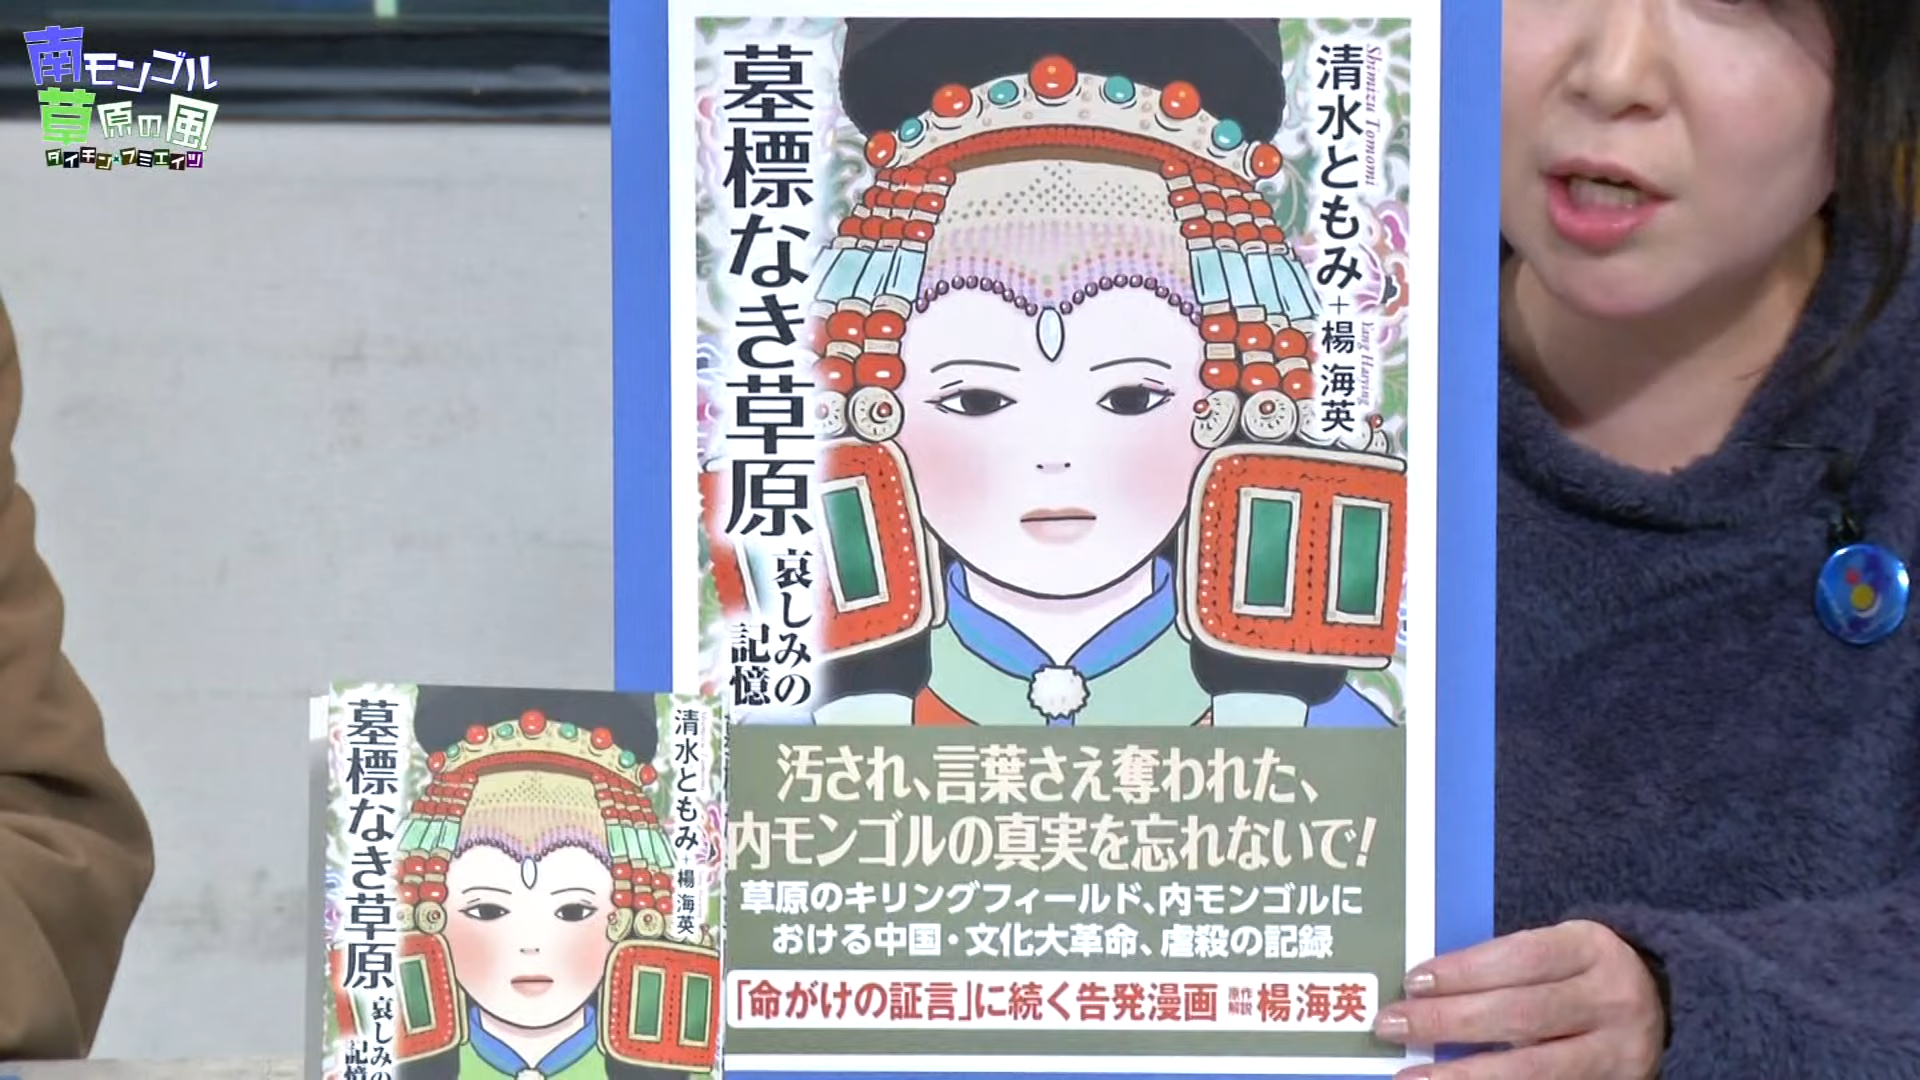 南モンゴル
草原の風
ダイチン×フミエイツ
墓標なき草原
哀しみの
記憶
清水ともみ+楊海英
Shimizu Tomomi
Yang Haiying
汚され、言葉さえ奪われた、
内モンゴルの真実を忘れないで!
草原のキリングフィールド、内モンゴルに
おける中国・文化大革命、虐殺の記録
「命がけの証言」に続く告発漫画 原作 解説 楊海英
墓標なき草原
哀しみの
記憶
清水ともみ+楊海英